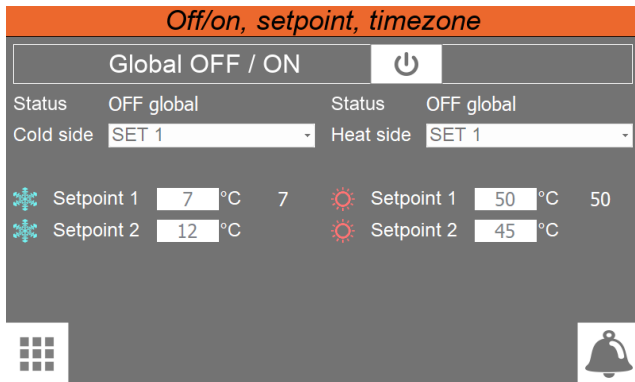 Off/on, setpoint, timezone
Global OFF / ON
Status OFF global Status OFF global
Cold side SET 1 Heat side SET 1
Setpoint 1 7 °C 7 Setpoint 1 50 °C 50
Setpoint 2 12 °C Setpoint 2 45 °C